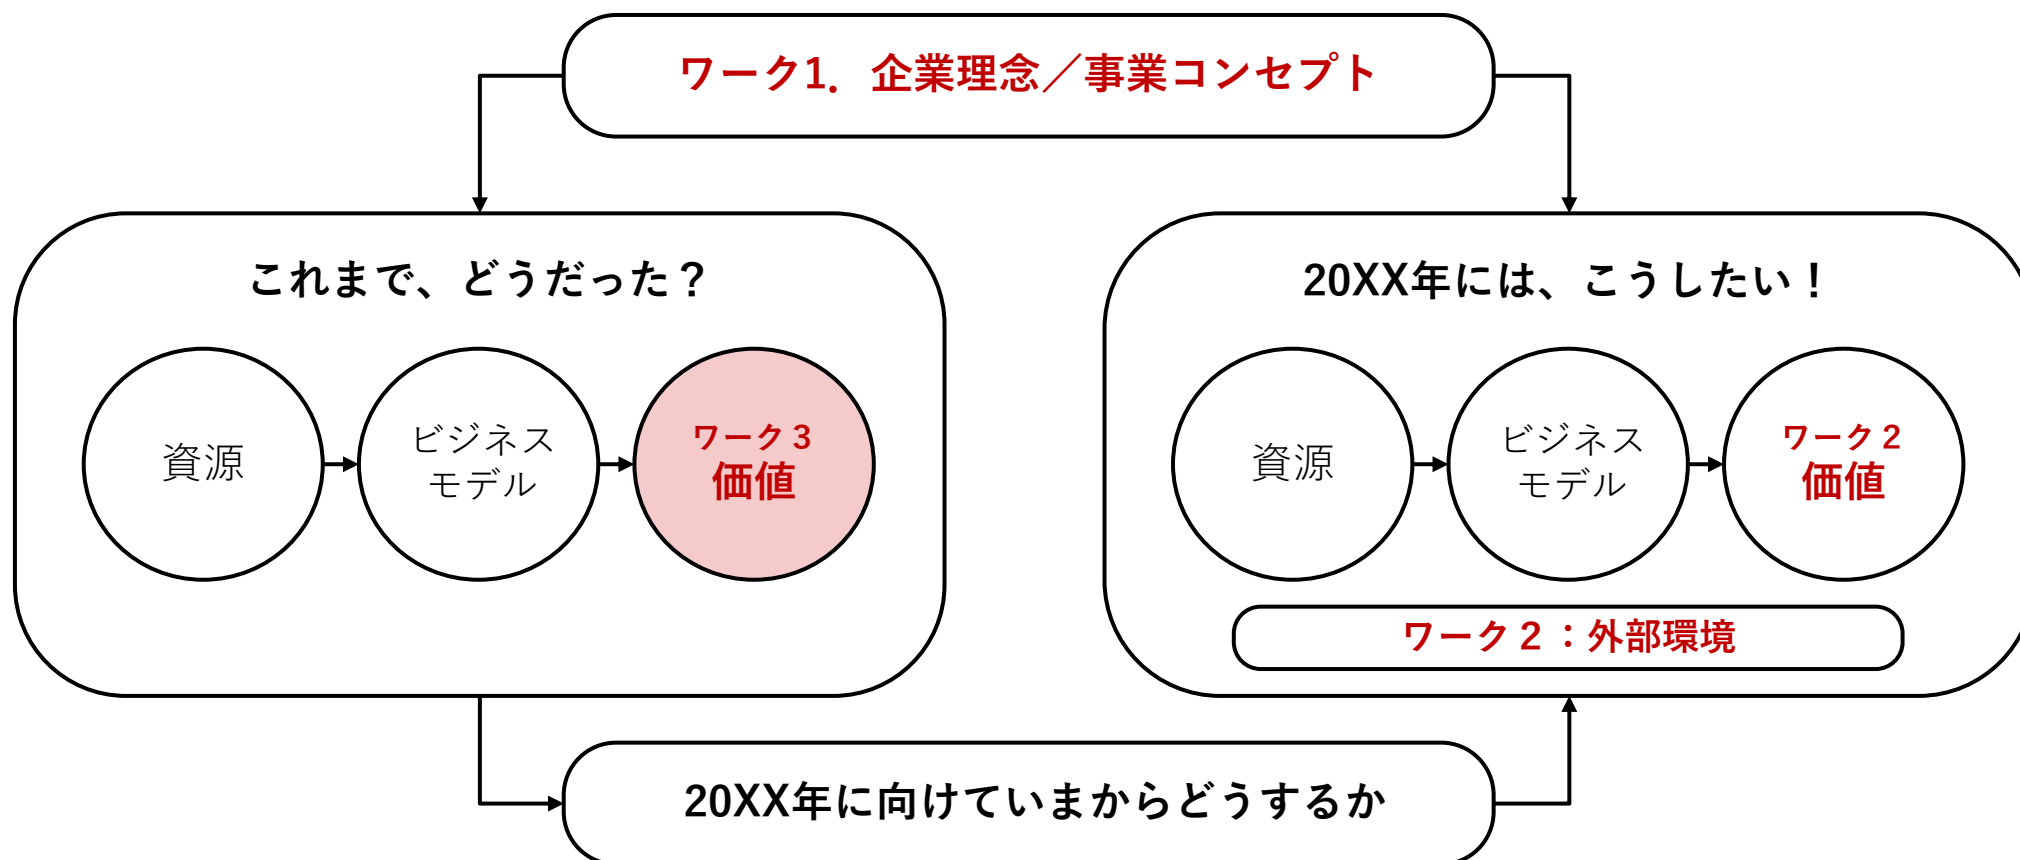 ワーク1．企業理念／事業コンセプト
これまで、どうだった？
資源
ビジネス
モデル
ワーク３
価値
20XX年には、こうしたい！
資源
ビジネス
モデル
ワーク２
価値
ワーク２：外部環境
20XX年に向けていまからどうするか